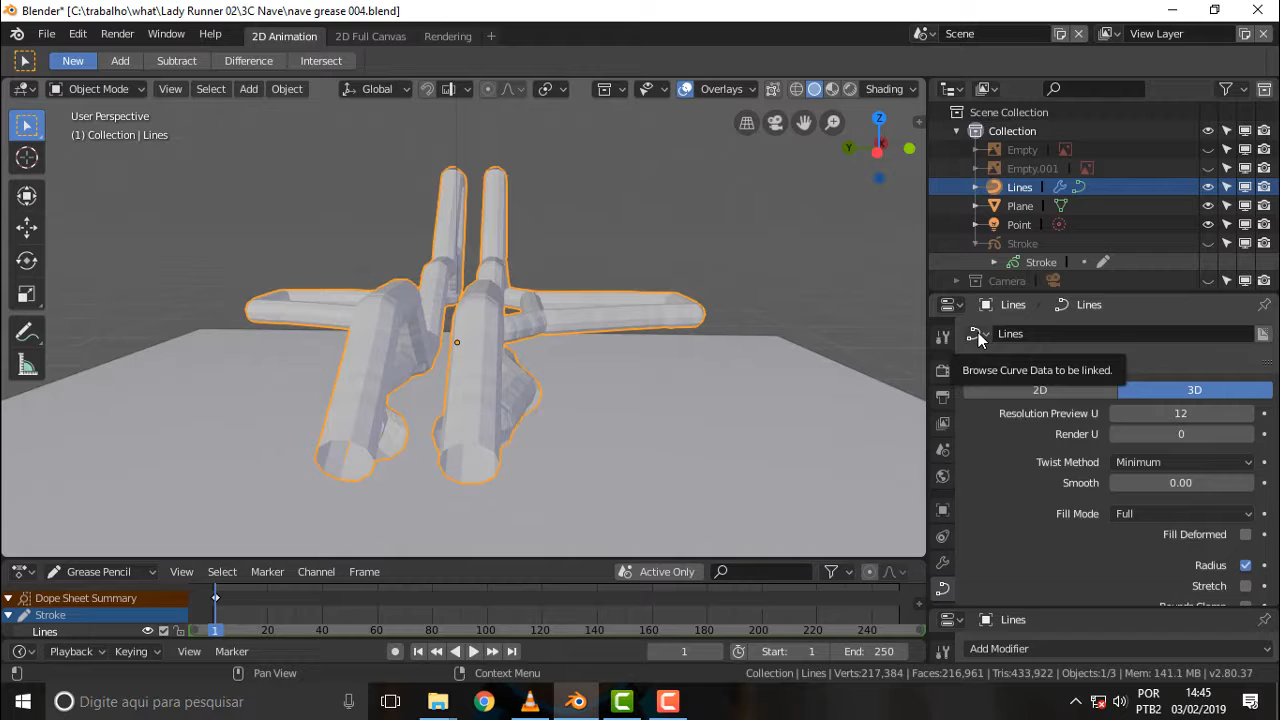 Blender* [C:\trabalho\what\Lady Runner 02\3C Nave\nave grease 004.blend]
File Edit Render Window Help 2D Animation 2D Full Canvas Rendering + Scene View Layer
New Add Subtract Difference Intersect
Object Mode View Select Add Object Global Overlays Shading
User Perspective
(1) Collection | Lines
Z
Y
Scene Collection
Collection
Empty
Empty.001
Lines
Plane
Point
Stroke
Stroke
Camera
Lines Lines
Lines
Browse Curve Data to be linked.
2D 3D
Resolution Preview U 12
Render U 0
Twist Method Minimum
Smooth 0.00
Fill Mode Full
Fill Deformed
Radius
Stretch
Bounds Clamp
Lines
Add Modifier
Grease Pencil View Select Marker Channel Frame Active Only
Dope Sheet Summary
Stroke
Lines 1 20 40 60 80 100 120 140 160 180 200 220 240
Playback Keying View Marker 1 Start: 1 End: 250
Pan View Context Menu Collection | Lines | Verts:217,384 | Faces:216,961 | Tris:433,922 | Objects:1/3 | Mem: 141.1 MB | v2.80.37
Digite aqui para pesquisar
POR
PTB2
14:45
03/02/2019